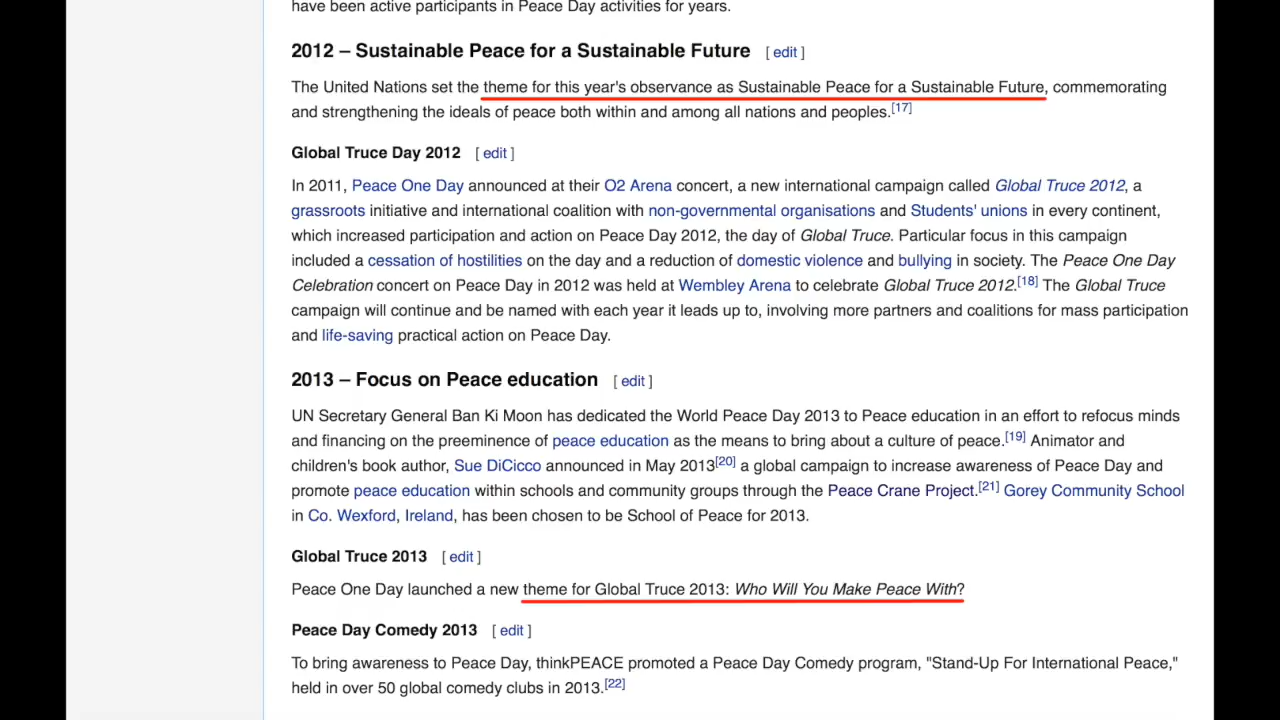 have been active participants in Peace Day activities for years.
2012 – Sustainable Peace for a Sustainable Future [ edit ]
The United Nations set the theme for this year's observance as Sustainable Peace for a Sustainable Future, commemorating
and strengthening the ideals of peace both within and among all nations and peoples.[17]
Global Truce Day 2012 [ edit ]
In 2011, Peace One Day announced at their O2 Arena concert, a new international campaign called Global Truce 2012, a
grassroots initiative and international coalition with non-governmental organisations and Students' unions in every continent,
which increased participation and action on Peace Day 2012, the day of Global Truce. Particular focus in this campaign
included a cessation of hostilities on the day and a reduction of domestic violence and bullying in society. The Peace One Day
Celebration concert on Peace Day in 2012 was held at Wembley Arena to celebrate Global Truce 2012.[18] The Global Truce
campaign will continue and be named with each year it leads up to, involving more partners and coalitions for mass participation
and life-saving practical action on Peace Day.
2013 – Focus on Peace education [ edit ]
UN Secretary General Ban Ki Moon has dedicated the World Peace Day 2013 to Peace education in an effort to refocus minds
and financing on the preeminence of peace education as the means to bring about a culture of peace.[19] Animator and
children's book author, Sue DiCicco announced in May 2013[20] a global campaign to increase awareness of Peace Day and
promote peace education within schools and community groups through the Peace Crane Project.[21] Gorey Community School
in Co. Wexford, Ireland, has been chosen to be School of Peace for 2013.
Global Truce 2013 [ edit ]
Peace One Day launched a new theme for Global Truce 2013: Who Will You Make Peace With?
Peace Day Comedy 2013 [ edit ]
To bring awareness to Peace Day, thinkPEACE promoted a Peace Day Comedy program, "Stand-Up For International Peace,"
held in over 50 global comedy clubs in 2013.[22]